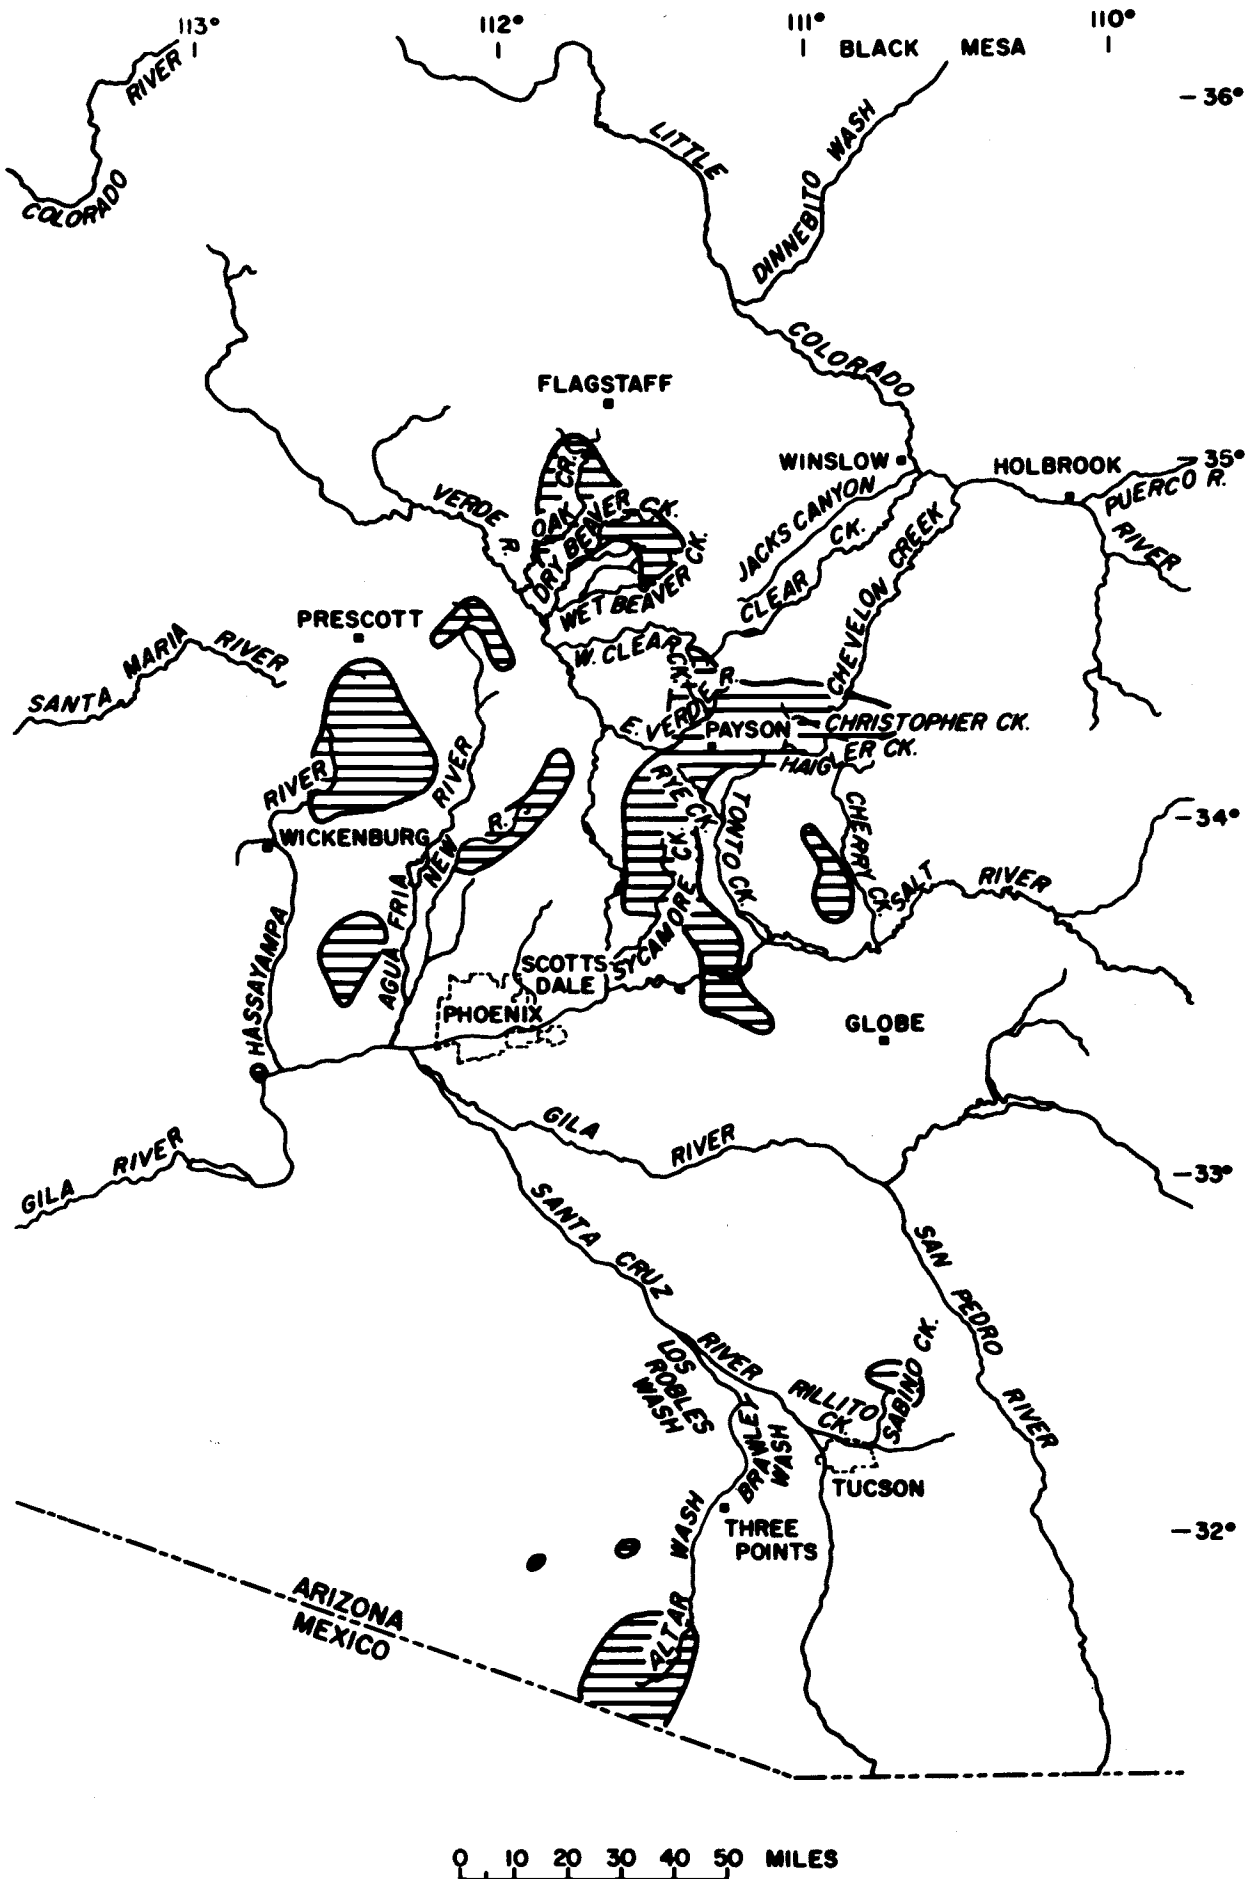 113°
112°
111°
110°
BLACK MESA
RIVER
COLORADO
36°
LITTLE
DINNEBITO WASH
COLORADO
FLAGSTAFF
WINSLOW
HOLBROOK
35°
PUERCO R.
RIVER
JACKS CANYON
CLEAR CK.
CHEVELON CREEK
VERDE R.
OAK CR.
DRY BEAVER CK.
WET BEAVER CK.
W. CLEAR CK.
PRESCOTT
SANTA MARIA RIVER
E. VERDE R.
PAYSON
CHRISTOPHER CK.
HAIGLER CK.
RIVER
RIVER
RYE CK.
TONTO CK.
CHERRY CK.
34°
WICKENBURG
NEW R.
SYCAMORE CK.
SALT RIVER
HASSAYAMPA
AGUA FRIA
SCOTTS
DALE
PHOENIX
GLOBE
GILA RIVER
GILA RIVER
33°
SANTA CRUZ
SAN PEDRO
RIVER
RIVER
LOS
ROBLES
WASH
RILLITO
CK.
SABINO CK.
BRAWLEY
WASH
TUCSON
THREE
POINTS
32°
ALTAR WASH
ARIZONA
MEXICO
0 10 20 30 40 50 MILES